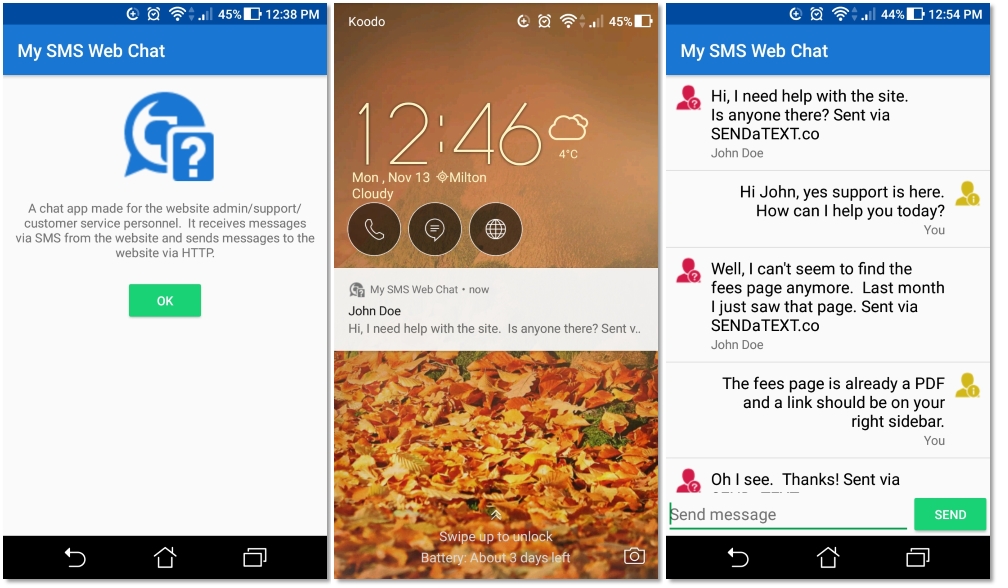 45% 12:38 PM
My SMS Web Chat
A chat app made for the website admin/support/
customer service personnel.  It receives messages
via SMS from the website and sends messages to the
website via HTTP.
OK
Koodo 45%
12:46
4°C
Mon , Nov 13 Milton
Cloudy
My SMS Web Chat • now
John Doe
Hi, I need help with the site.  Is anyone there? Sent v..
Swipe up to unlock
Battery: About 3 days left
44% 12:54 PM
My SMS Web Chat
Hi, I need help with the site.
Is anyone there? Sent via
SENDaTEXT.co
John Doe
Hi John, yes support is here.
How can I help you today?
You
Well, I can't seem to find the
fees page anymore.  Last month
I just saw that page. Sent via
SENDaTEXT.co
John Doe
The fees page is already a PDF
and a link should be on your
right sidebar.
You
Oh I see.  Thanks! Sent via
Send message
SEND